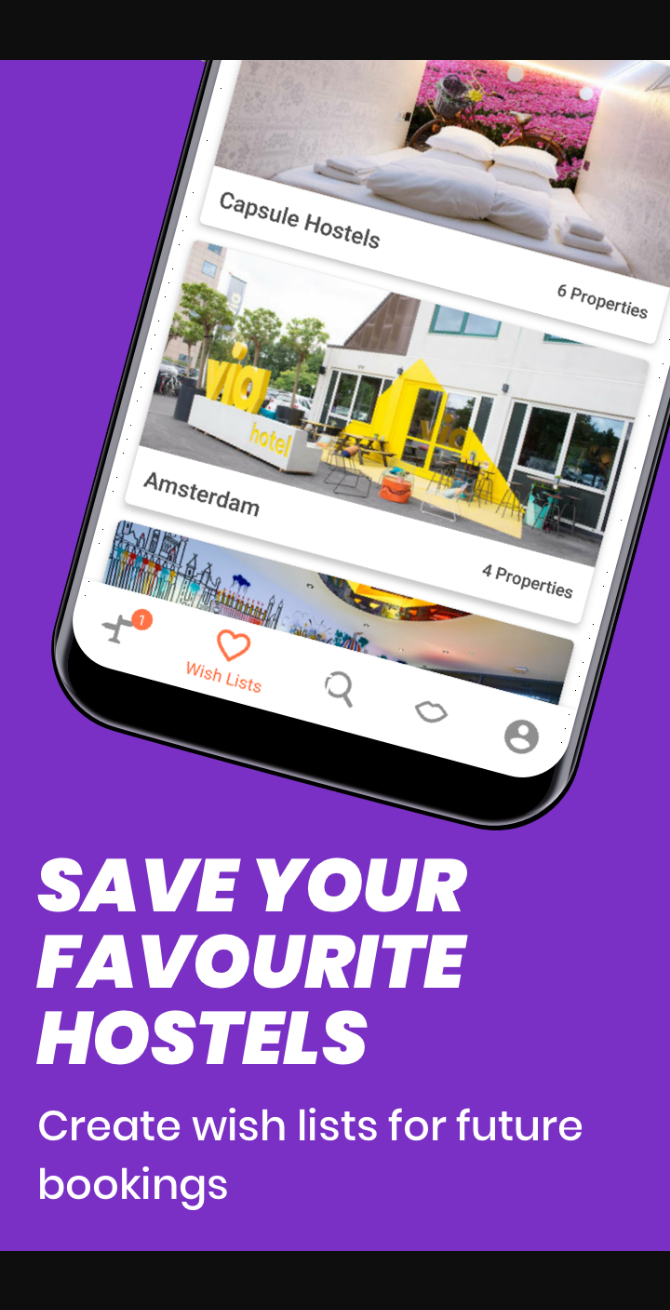 Capsule Hostels
6 Properties
via
hotel
Amsterdam
4 Properties
1
Wish Lists
SAVE YOUR
FAVOURITE
HOSTELS
Create wish lists for future
bookings